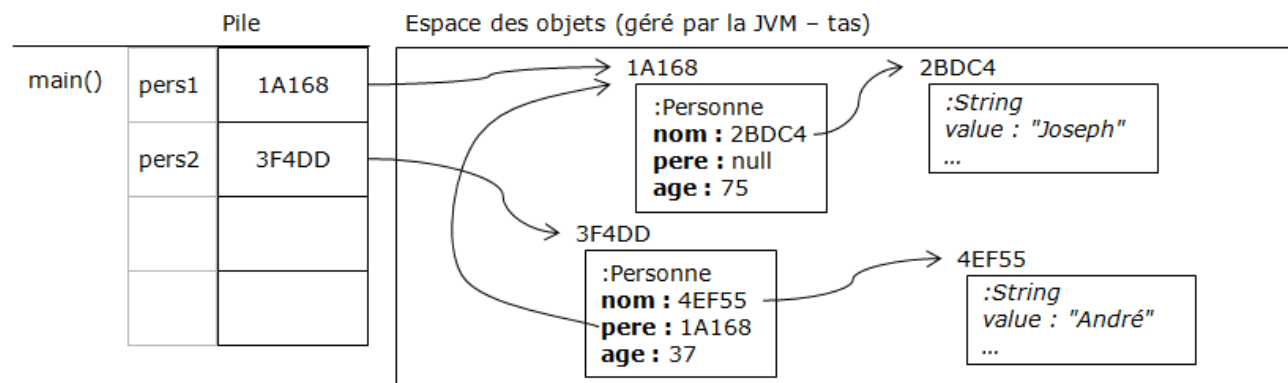 Pile
Espace des objets (géré par la JVM – tas)
main()
pers1
1A168
pers2
3F4DD
1A168
:Personne
nom : 2BDC4
pere : null
age : 75
2BDC4
:String
value : "Joseph"
...
3F4DD
:Personne
nom : 4EF55
pere : 1A168
age : 37
4EF55
:String
value : "André"
...